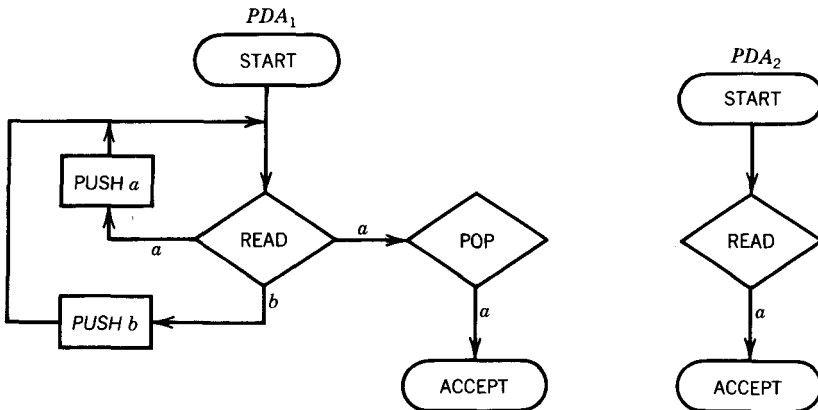 PDA₁
START
PDA₂
START
PUSH a
READ
a
POP
READ
a
b
PUSH b
a
a
ACCEPT
ACCEPT